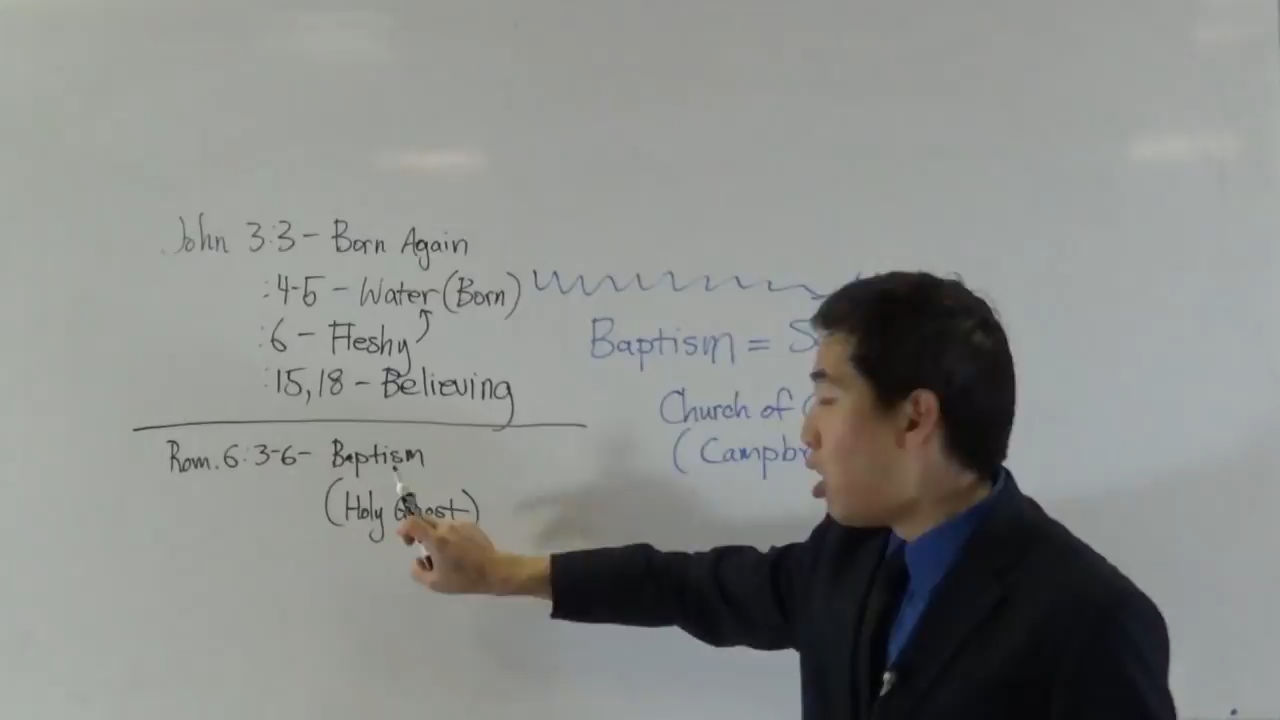 John 3:3 - Born Again
:4-5 - Water (Born)
:6 - Fleshy
:15, 18 - Believing
Rom. 6:3-6 - Baptism
(Holy Ghost)
Baptism =
Church of